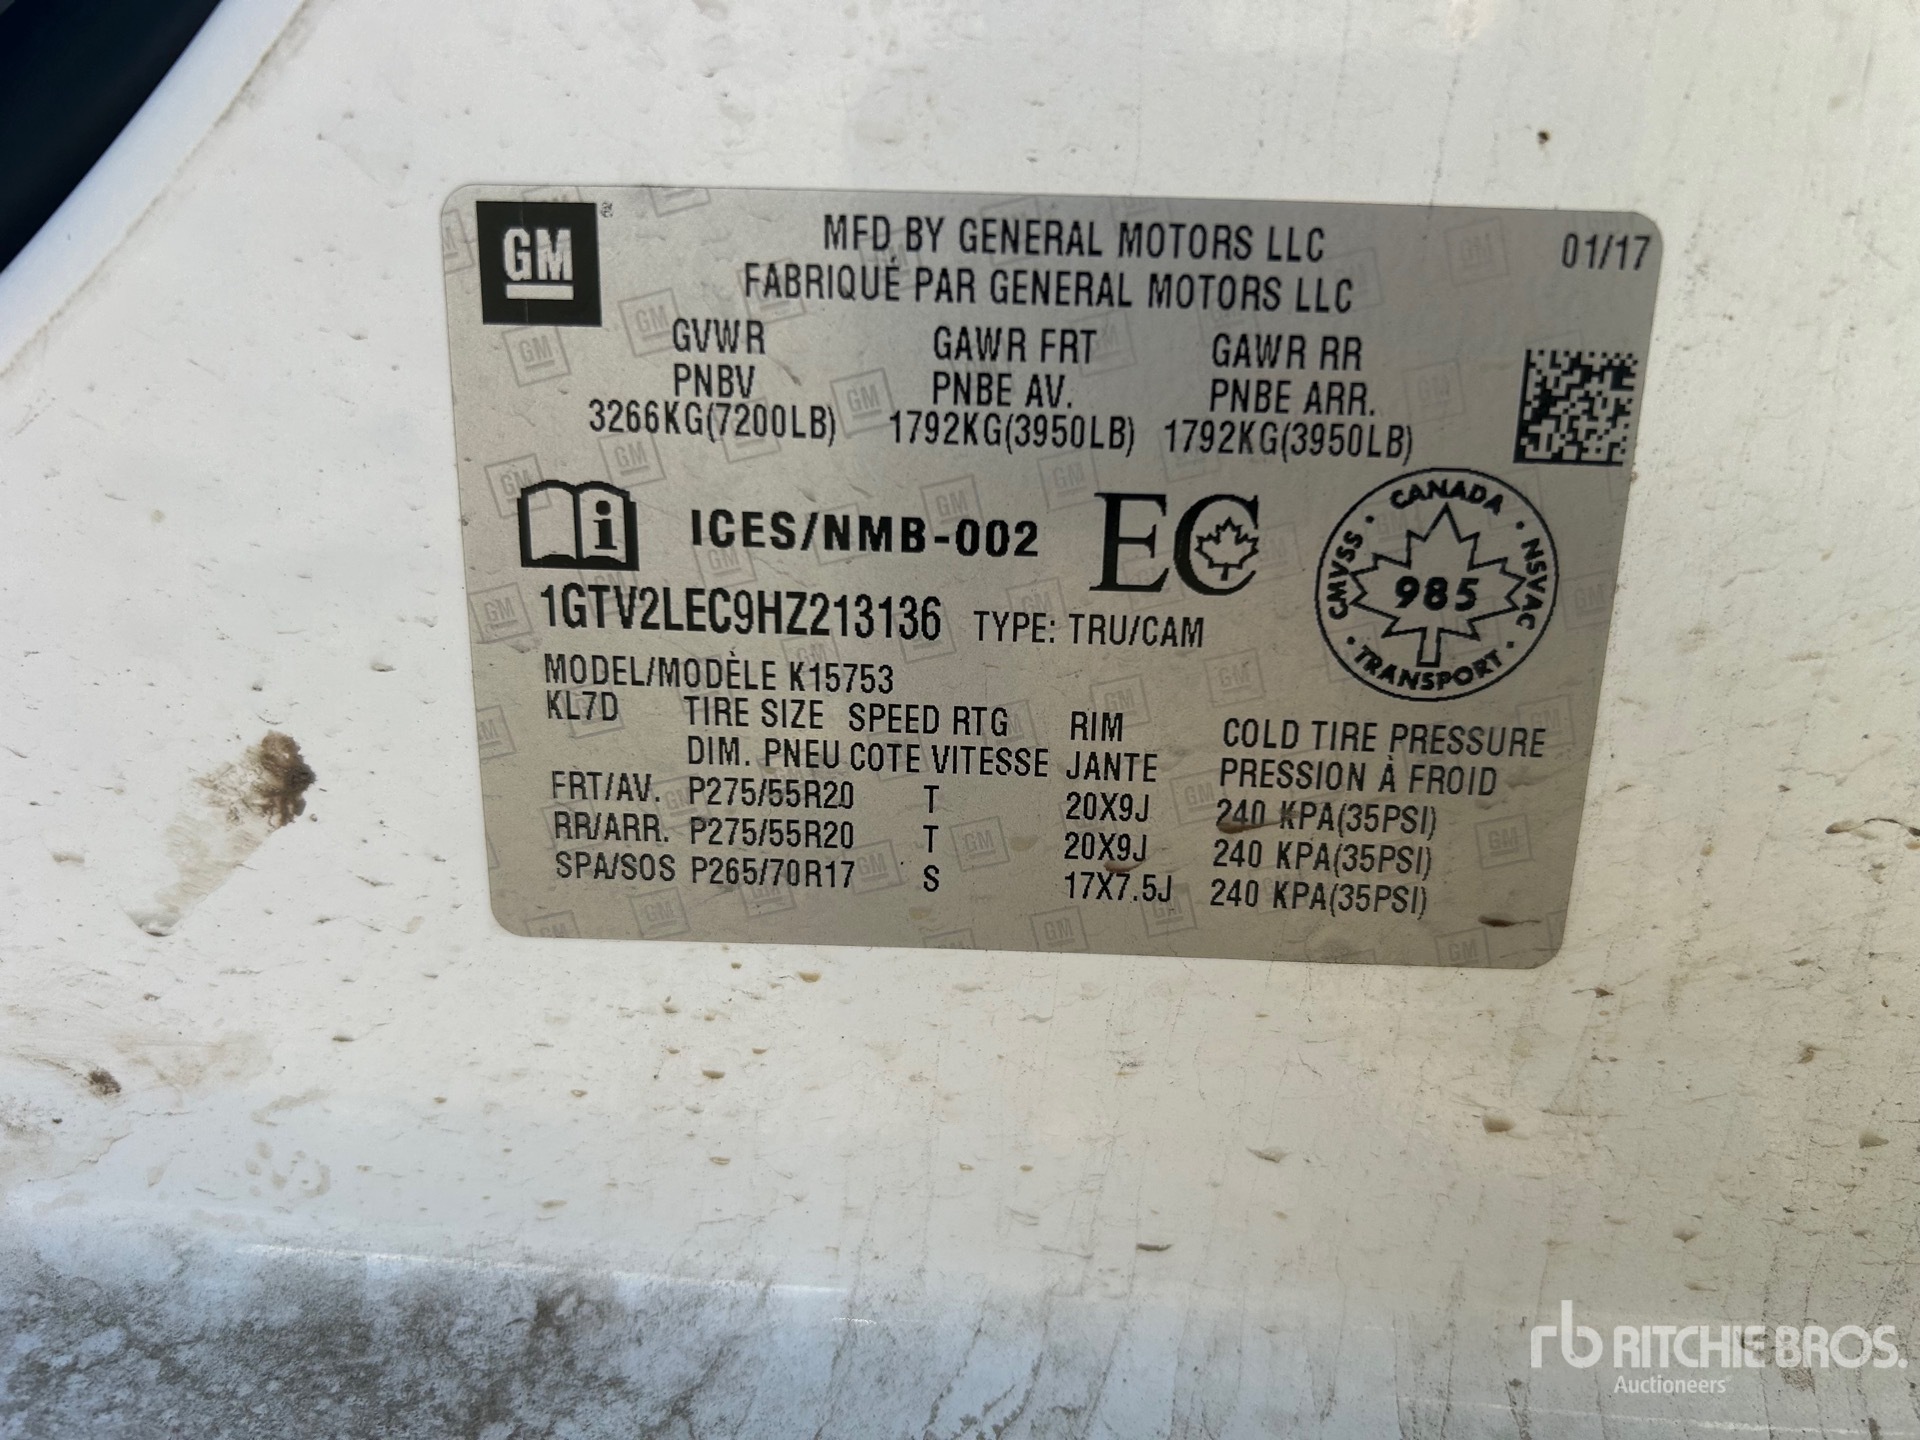 GM
MFD BY GENERAL MOTORS LLC 01/17
FABRIQUÉ PAR GENERAL MOTORS LLC
GVWR GAWR FRT GAWR RR
PNBV PNBE AV. PNBE ARR.
3266KG(7200LB) 1792KG(3950LB) 1792KG(3950LB)
i ICES/NMB-002 EC
CANADA · NSVAC · TRANSPORT · CMVSS ·
985
1GTV2LEC9HZ213136 TYPE: TRU/CAM
MODEL/MODÈLE K15753
KL7D TIRE SIZE SPEED RTG RIM COLD TIRE PRESSURE
DIM. PNEU COTE VITESSE JANTE PRESSION À FROID
FRT/AV. P275/55R20 T 20X9J 240 KPA(35PSI)
RR/ARR. P275/55R20 T 20X9J 240 KPA(35PSI)
SPA/SOS P265/70R17 S 17X7.5J 240 KPA(35PSI)
rb RITCHIE BROS.
Auctioneers